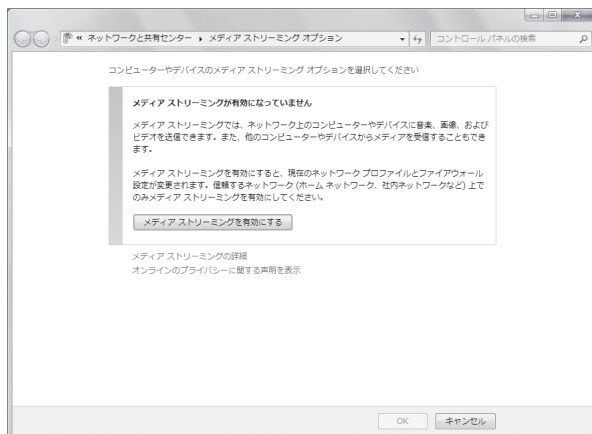 « ネットワークと共有センター ▸ メディア ストリーミング オプション
コントロール パネルの検索
コンピューターやデバイスのメディア ストリーミング オプションを選択してください
メディア ストリーミングが有効になっていません
メディア ストリーミングでは、ネットワーク上のコンピューターやデバイスに音楽、画像、および
ビデオを送信できます。また、他のコンピューターやデバイスからメディアを受信することもでき
ます。
メディア ストリーミングを有効にすると、現在のネットワーク プロファイルとファイアウォール
設定が変更されます。信頼するネットワーク (ホーム ネットワーク、社内ネットワークなど) 上で
のみメディア ストリーミングを有効にしてください。
メディア ストリーミングを有効にする
メディア ストリーミングの詳細
オンラインのプライバシーに関する声明を表示
OK
キャンセル